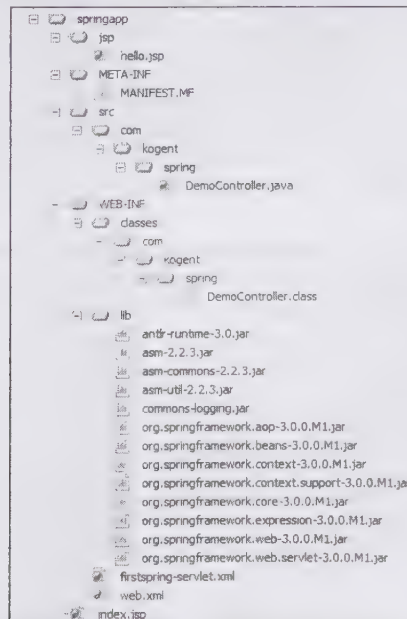 springapp
jsp
hello.jsp
META-INF
MANIFEST.MF
src
com
kogent
spring
DemoController.java
WEB-INF
classes
com
kogent
spring
DemoController.class
lib
antlr-runtime-3.0.jar
asm-2.2.3.jar
asm-commons-2.2.3.jar
asm-util-2.2.3.jar
commons-logging.jar
org.springframework.aop-3.0.0.M1.jar
org.springframework.beans-3.0.0.M1.jar
org.springframework.context-3.0.0.M1.jar
org.springframework.context.support-3.0.0.M1.jar
org.springframework.core-3.0.0.M1.jar
org.springframework.expression-3.0.0.M1.jar
org.springframework.web-3.0.0.M1.jar
org.springframework.web.servlet-3.0.0.M1.jar
firstspring-servlet.xml
web.xml
index.jsp